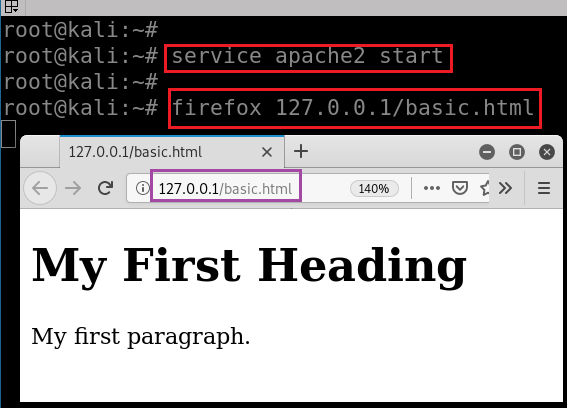 root@kali:~#
root@kali:~# service apache2 start
root@kali:~#
root@kali:~# firefox 127.0.0.1/basic.html
127.0.0.1/basic.html
127.0.0.1/basic.html 140%
My First Heading
My first paragraph.